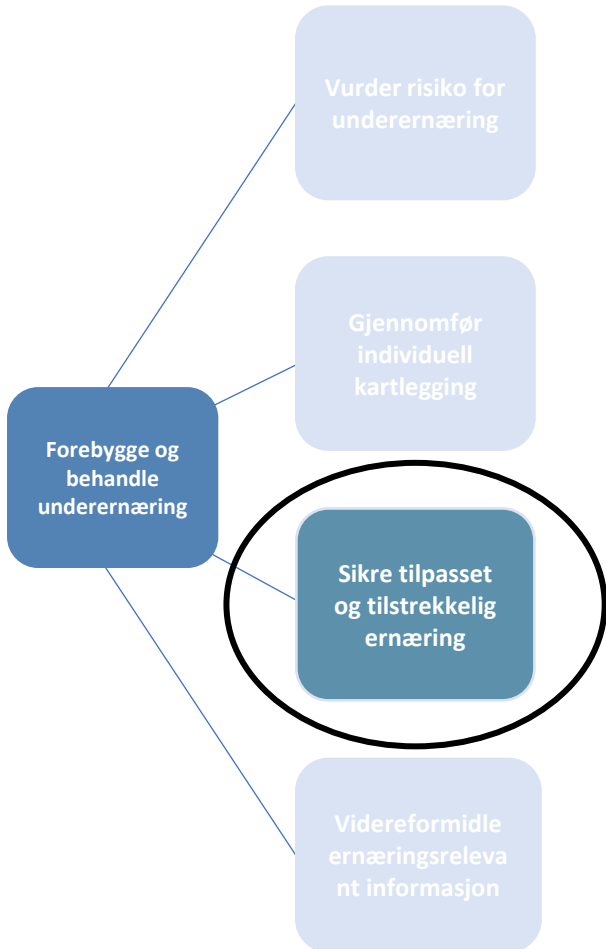 Vurder risiko for
underernæring
Gjennomfør
individuell
kartlegging
Forebygge og
behandle
underernæring
Sikre tilpasset
og tilstrekkelig
ernæring
Videreformidle
ernæringsreleva
nt informasjon